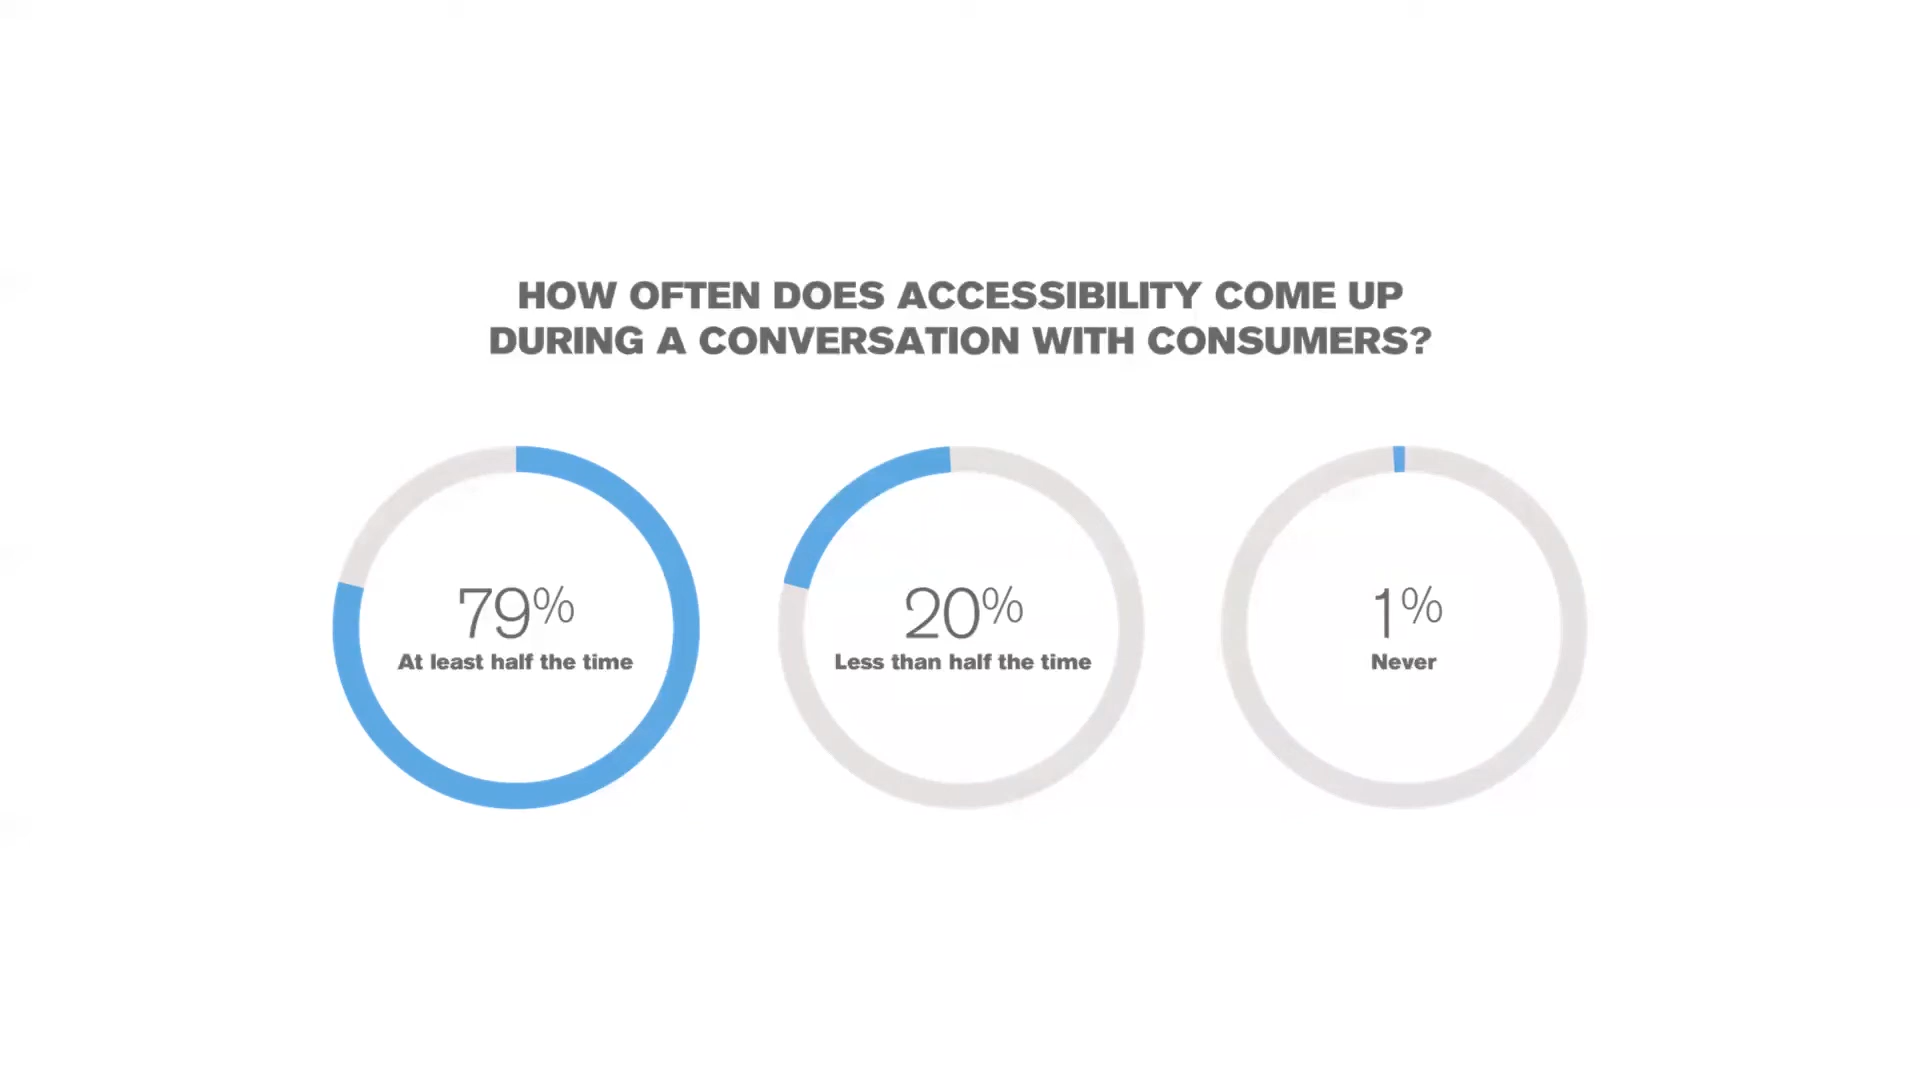 HOW OFTEN DOES ACCESSIBILITY COME UP
DURING A CONVERSATION WITH CONSUMERS?
79%
At least half the time
20%
Less than half the time
1%
Never